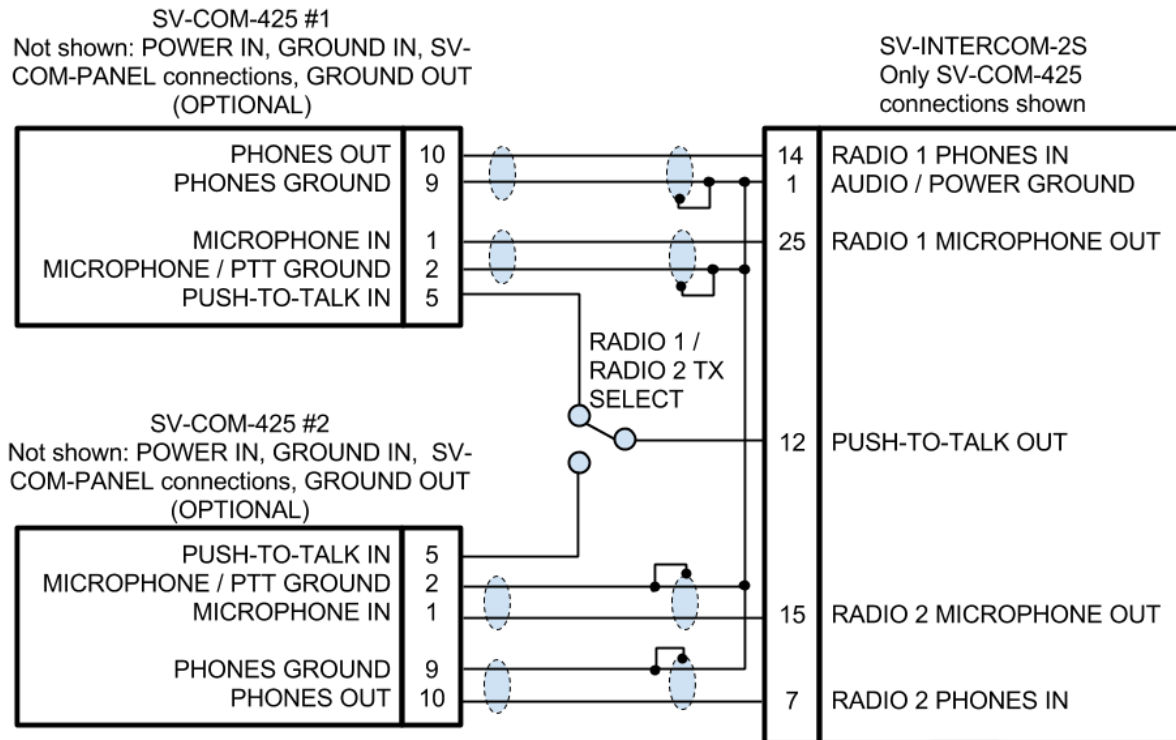 SV-COM-425 #1
Not shown: POWER IN, GROUND IN, SV-
COM-PANEL connections, GROUND OUT
(OPTIONAL)
SV-INTERCOM-2S
Only SV-COM-425
connections shown
PHONES OUT 10
PHONES GROUND 9
MICROPHONE IN 1
MICROPHONE / PTT GROUND 2
PUSH-TO-TALK IN 5
14 RADIO 1 PHONES IN
1 AUDIO / POWER GROUND
25 RADIO 1 MICROPHONE OUT
RADIO 1 /
RADIO 2 TX
SELECT
12 PUSH-TO-TALK OUT
SV-COM-425 #2
Not shown: POWER IN, GROUND IN, SV-
COM-PANEL connections, GROUND OUT
(OPTIONAL)
PUSH-TO-TALK IN 5
MICROPHONE / PTT GROUND 2
MICROPHONE IN 1
PHONES GROUND 9
PHONES OUT 10
15 RADIO 2 MICROPHONE OUT
7 RADIO 2 PHONES IN